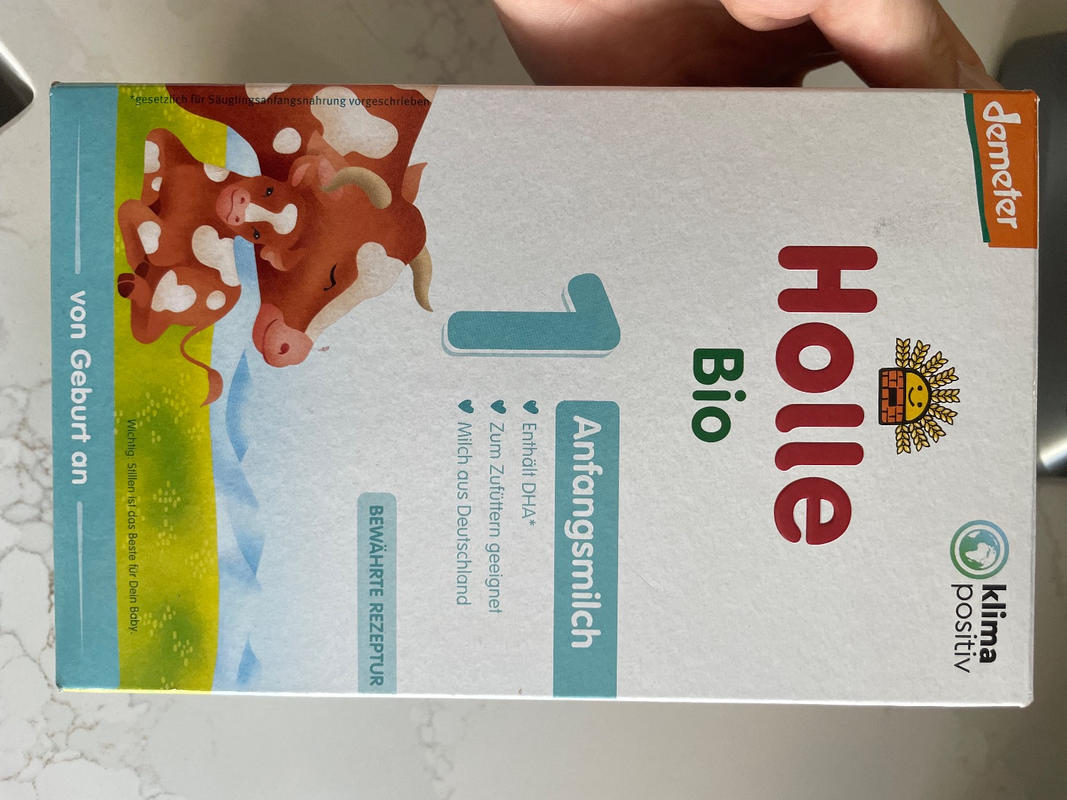 demeter
Holle
Bio
klima
positiv
1
Anfangsmilch
Enthält DHA*
Zum Zufüttern geeignet
Milch aus Deutschland
BEWÄHRTE REZEPTUR
*gesetzlich für Säuglingsanfangsnahrung vorgeschrieben
Wichtig: Stillen ist das Beste für Dein Baby.
von Geburt an